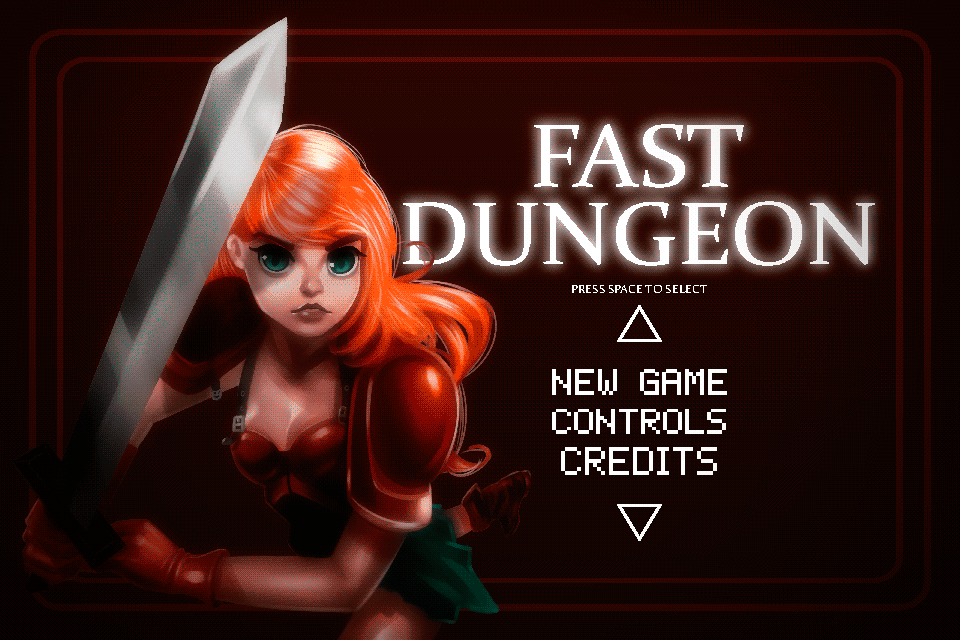 FAST
DUNGEON
PRESS SPACE TO SELECT
NEW GAME
CONTROLS
CREDITS